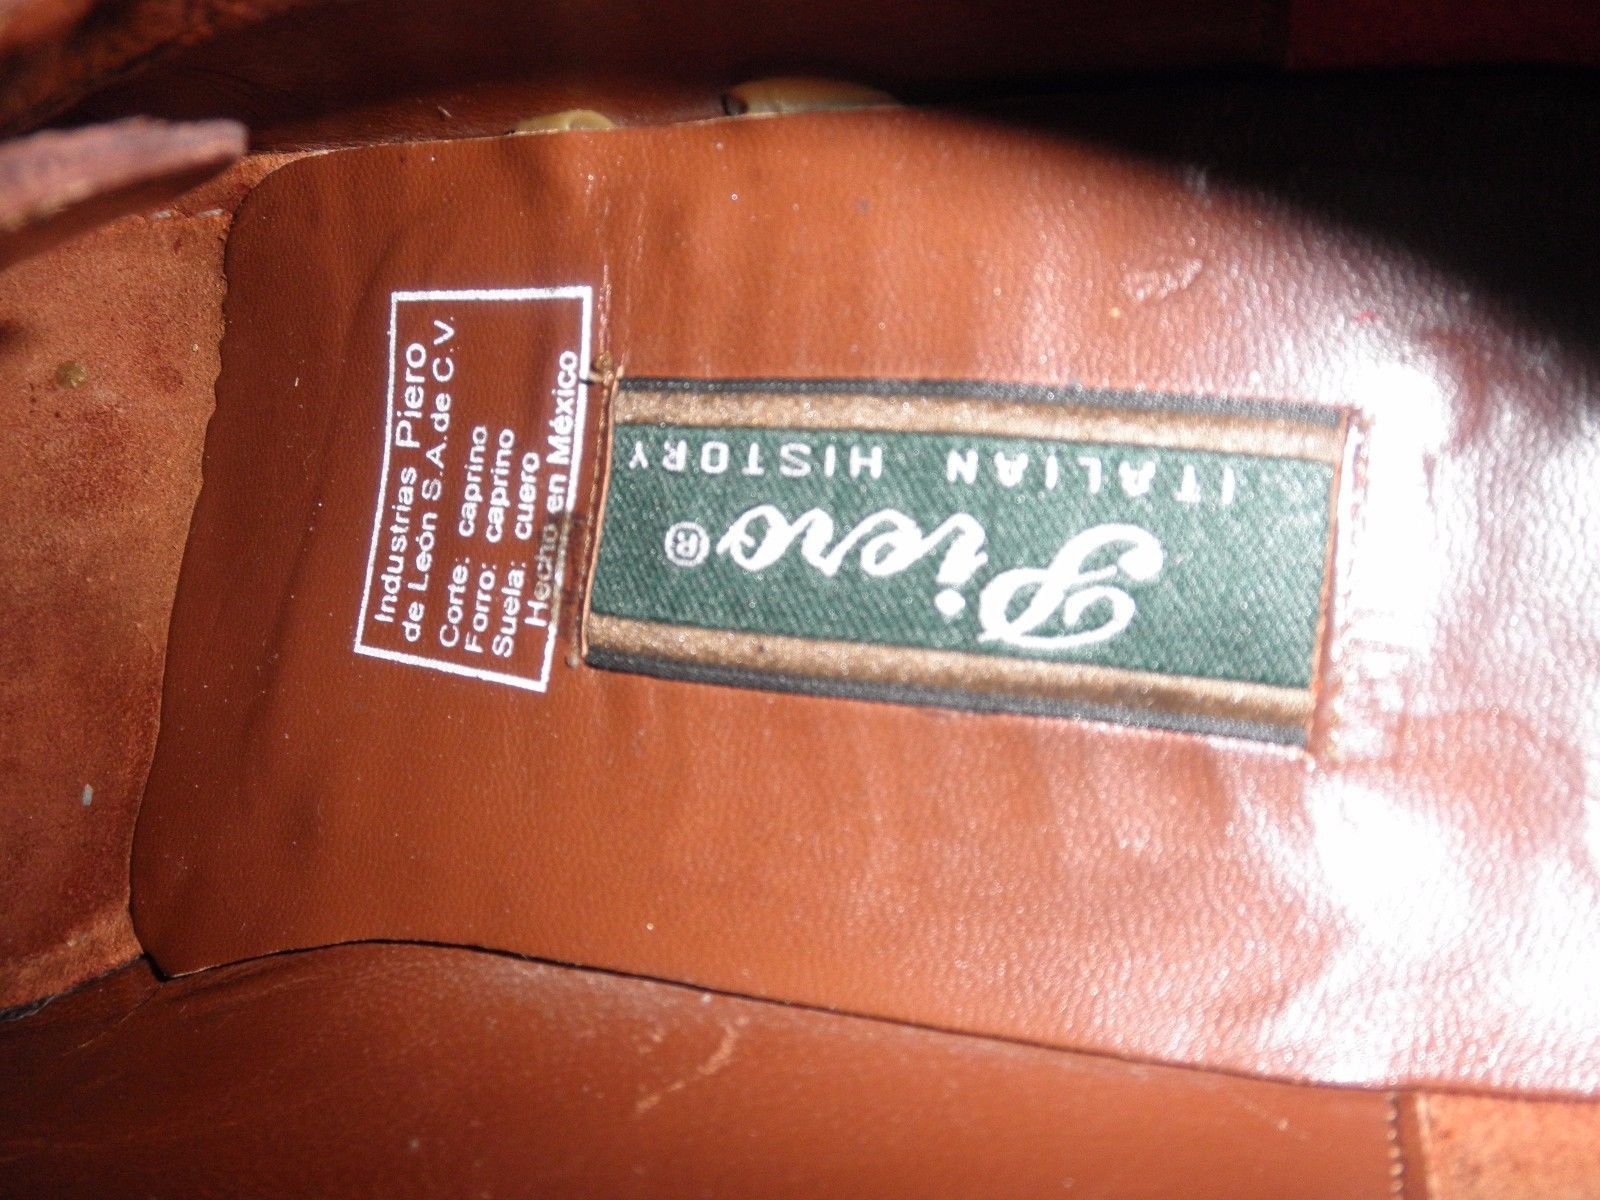 Industrias Piero
de León S.A.de C.V.
Corte: caprino
Forro: caprino
Suela: cuero
Hecho en México
Piero®
ITALIAN HISTORY